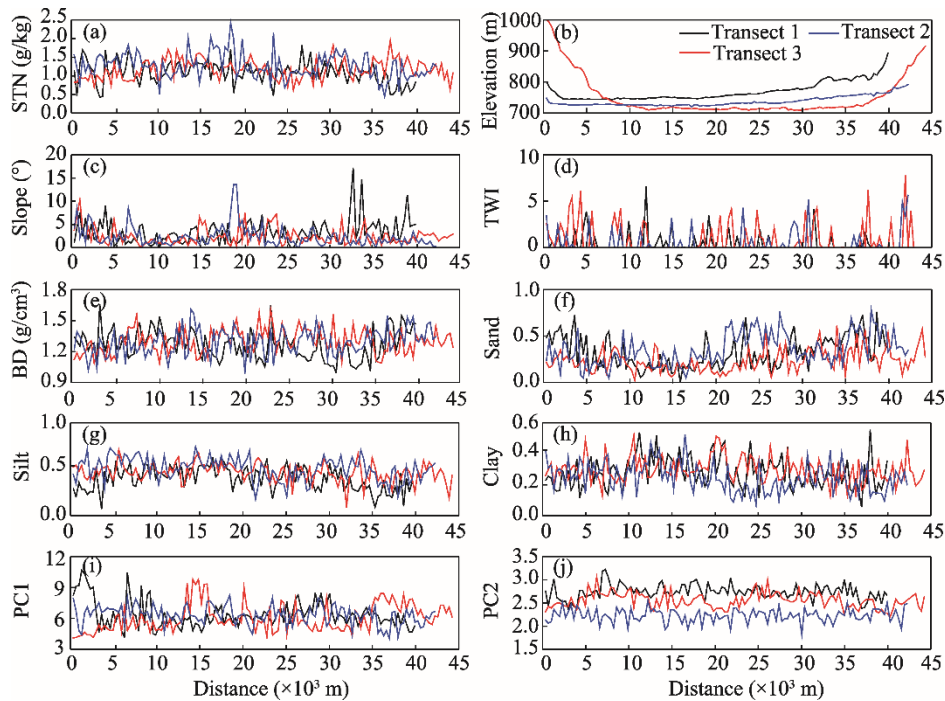 (a)
STN (g/kg)
2.5
2.0
1.5
1.0
0.5
0.0
0 5 10 15 20 25 30 35 40 45
(b)
Elevation (m)
1000
900
800
700
Transect 1 Transect 2
Transect 3
0 5 10 15 20 25 30 35 40 45
(c)
Slope (°)
20
15
10
5
0
0 5 10 15 20 25 30 35 40 45
(d)
TWI
10
5
0
0 5 10 15 20 25 30 35 40 45
(e)
BD (g/cm³)
1.8
1.5
1.2
0.9
0 5 10 15 20 25 30 35 40 45
(f)
Sand
1.0
0.5
0.0
0 5 10 15 20 25 30 35 40 45
(g)
Silt
1.0
0.5
0.0
0 5 10 15 20 25 30 35 40 45
(h)
Clay
0.6
0.4
0.2
0.0
0 5 10 15 20 25 30 35 40 45
(i)
PC1
12
9
6
3
0 5 10 15 20 25 30 35 40 45
Distance (×10³ m)
(j)
PC2
3.5
3.0
2.5
2.0
1.5
0 5 10 15 20 25 30 35 40 45
Distance (×10³ m)